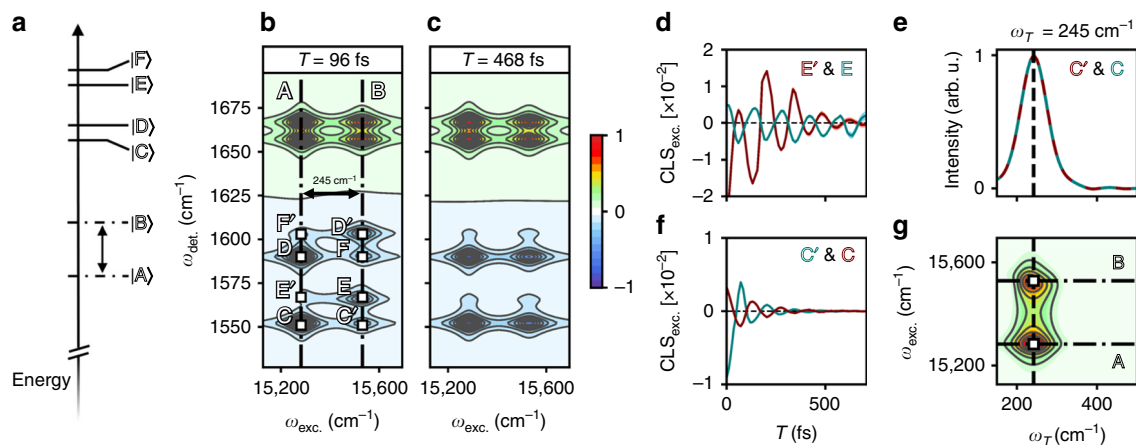 a
|F⟩
|E⟩
|D⟩
|C⟩
|B⟩
|A⟩
Energy
b
T = 96 fs
A
B
245 cm⁻¹
F′
D′
D
F
E′
E
C
C′
1675
1650
1625
1600
1575
1550
ω_det. (cm⁻¹)
15,200
15,600
ω_exc. (cm⁻¹)
c
T = 468 fs
15,200
15,600
ω_exc. (cm⁻¹)
1
0
−1
d
E′ & E
2
1
0
−1
−2
CLS_exc. [×10⁻²]
f
C′ & C
1
0
−1
CLS_exc. [×10⁻²]
0
500
T (fs)
e
ω_T = 245 cm⁻¹
C′ & C
1
0
Intensity (arb. u.)
g
B
A
15,600
15,200
ω_exc. (cm⁻¹)
200
400
ω_T (cm⁻¹)